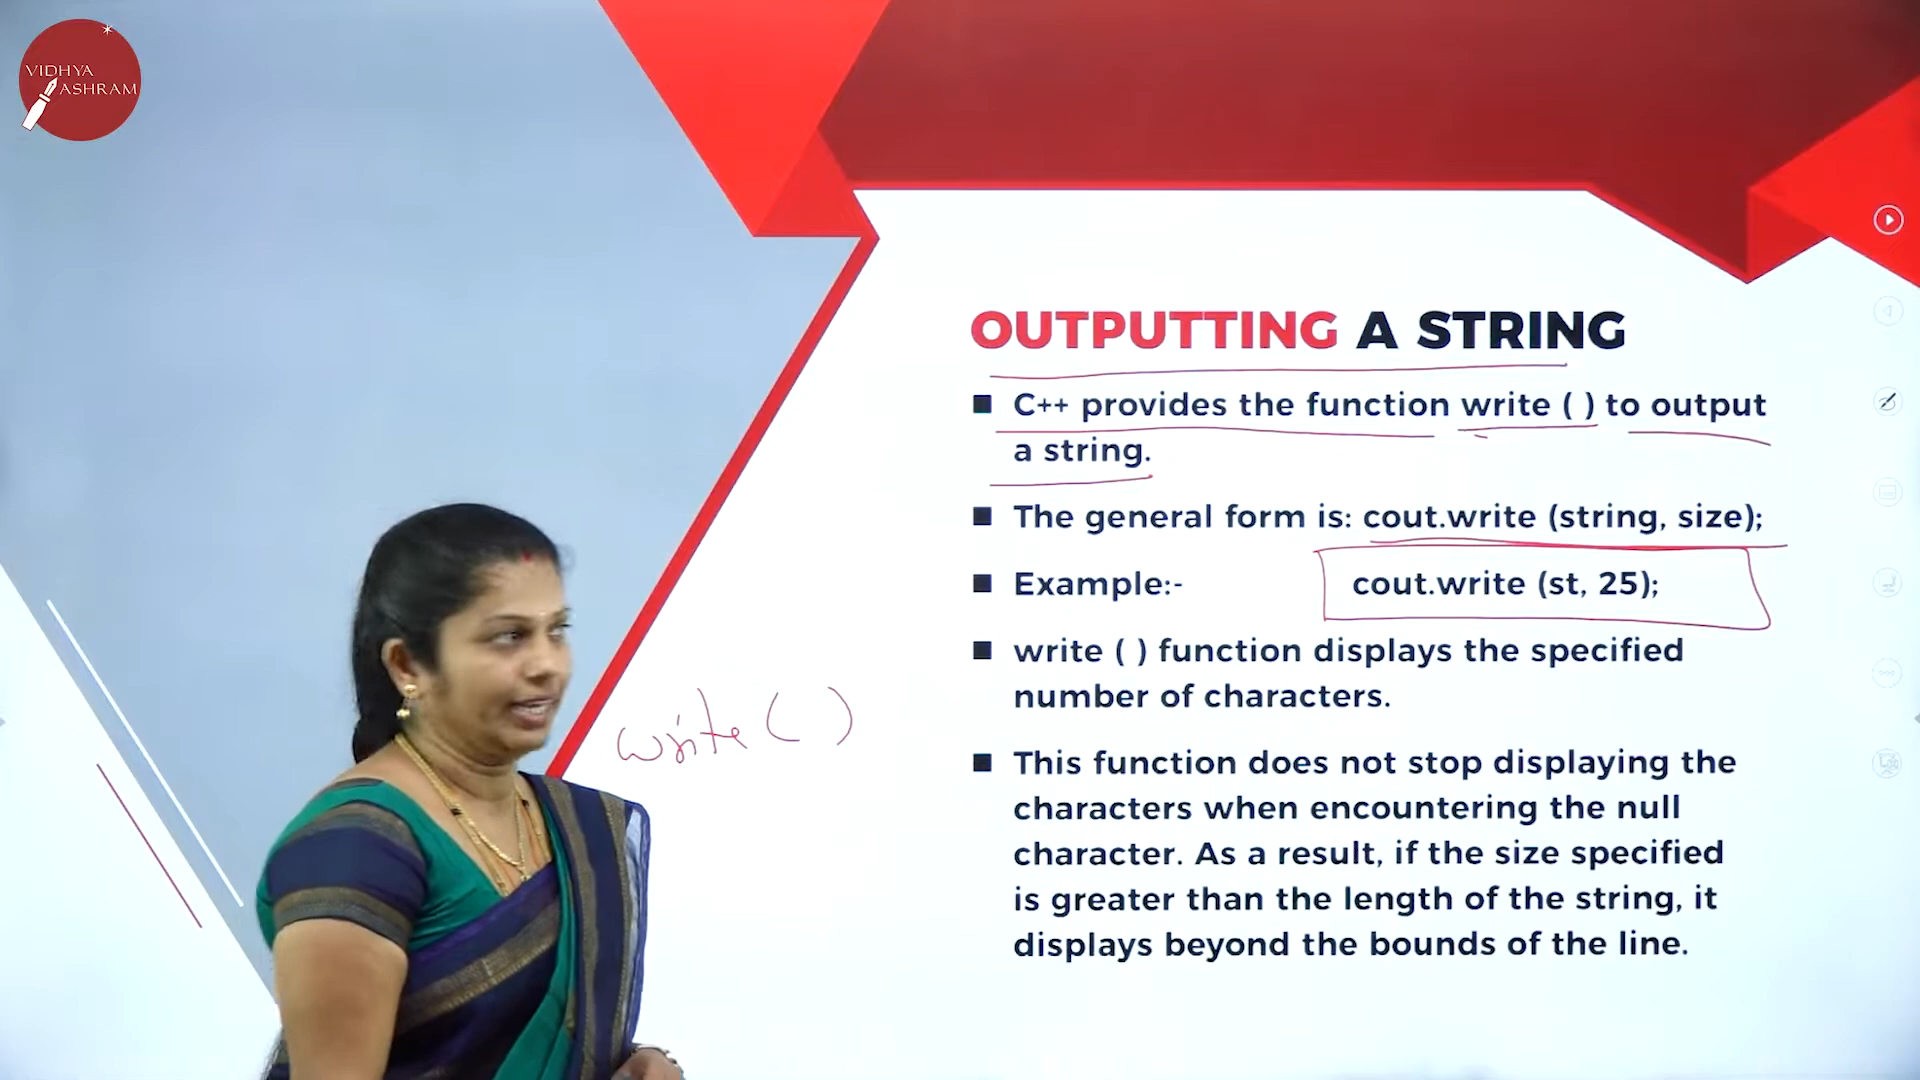 VIDHYA
ASHRAM
OUTPUTTING A STRING
■ C++ provides the function write ( ) to output
a string.
■ The general form is: cout.write (string, size);
■ Example:- cout.write (st, 25);
■ write ( ) function displays the specified
number of characters.
write ( )
■ This function does not stop displaying the
characters when encountering the null
character. As a result, if the size specified
is greater than the length of the string, it
displays beyond the bounds of the line.